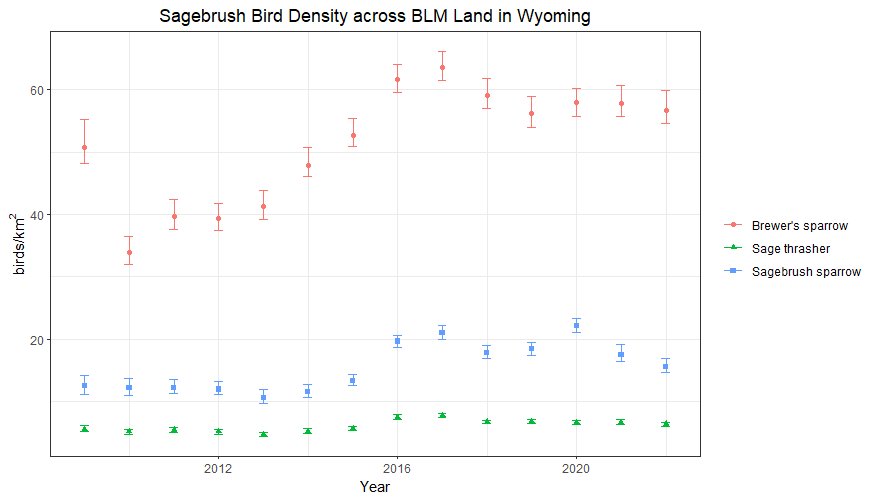 Sagebrush Bird Density across BLM Land in Wyoming
birds/km²
60
40
20
2012 2016 2020
Year
Brewer's sparrow
Sage thrasher
Sagebrush sparrow